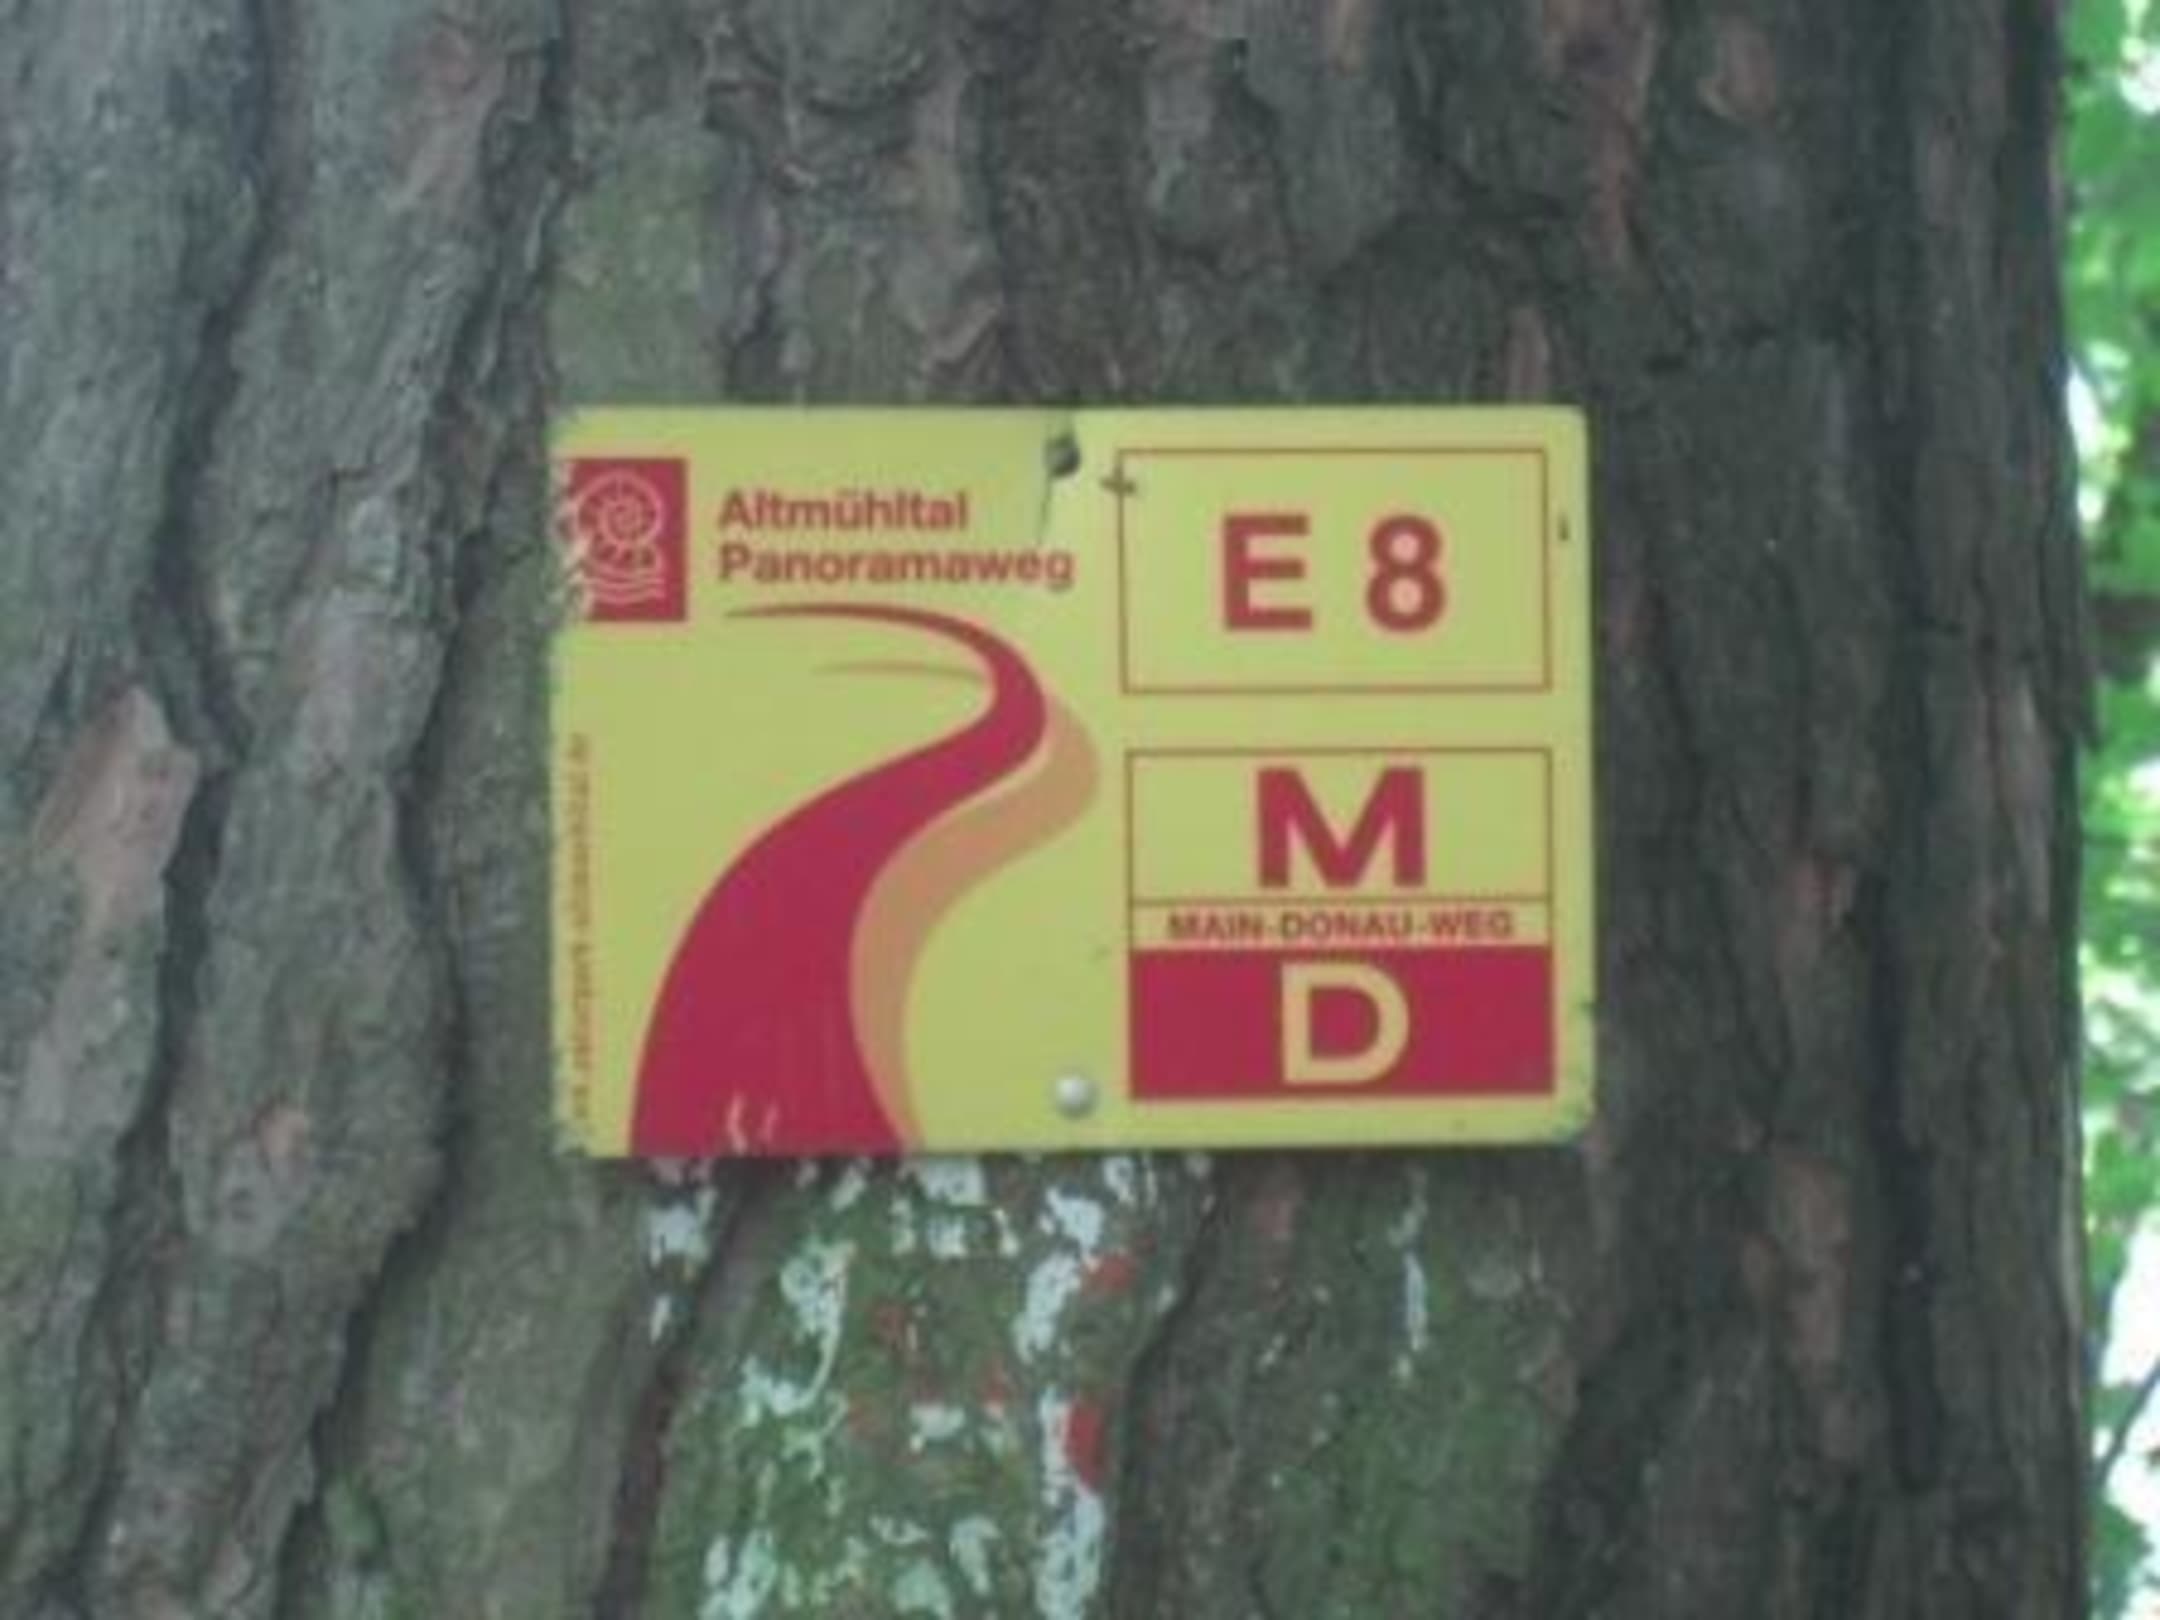 Altmühltal
Panoramaweg
E 8
M
MAIN-DONAU-WEG
D